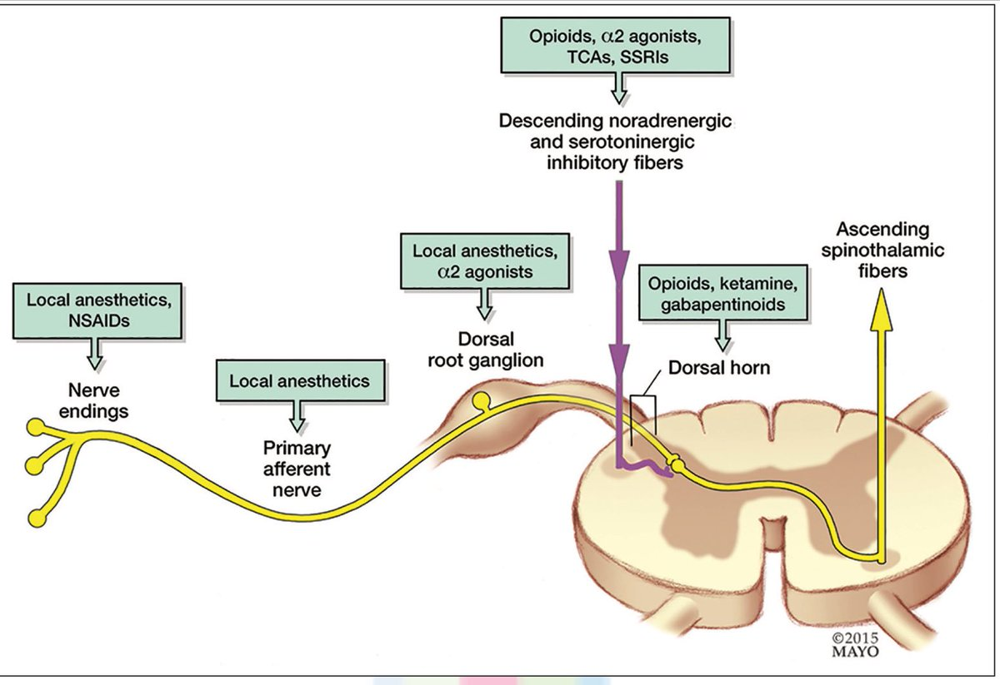 Opioids, α2 agonists,
TCAs, SSRIs
Descending noradrenergic
and serotoninergic
inhibitory fibers
Ascending
spinothalamic
fibers
Local anesthetics,
α2 agonists
Opioids, ketamine,
gabapentinoids
Local anesthetics,
NSAIDs
Dorsal
root ganglion
Dorsal horn
Local anesthetics
Nerve
endings
Primary
afferent
nerve
©2015
MAYO